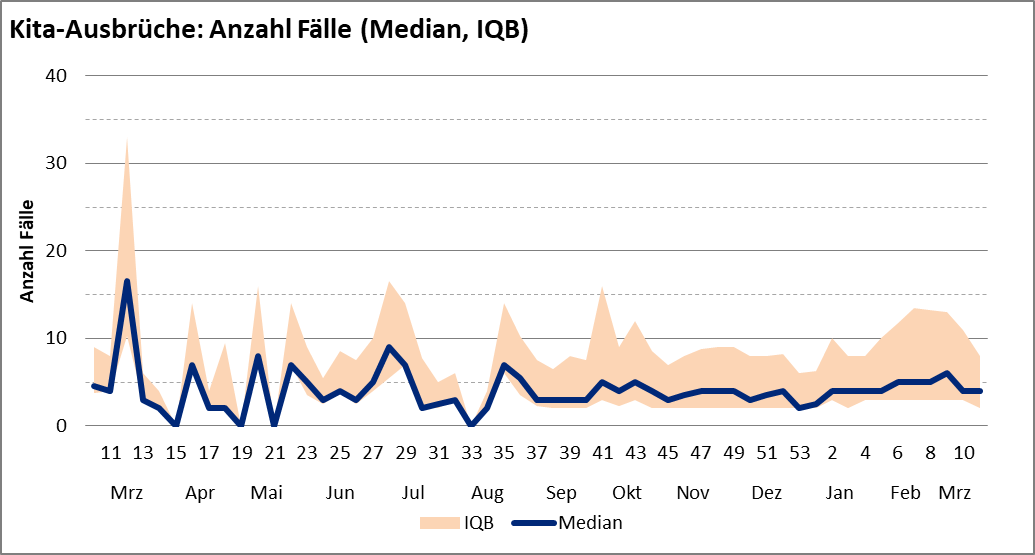 Kita-Ausbrüche: Anzahl Fälle (Median, IQB)
40
30
20
10
0
Anzahl Fälle
11 13 15 17 19 21 23 25 27 29 31 33 35 37 39 41 43 45 47 49 51 53 2 4 6 8 10
Mrz Apr Mai Jun Jul Aug Sep Okt Nov Dez Jan Feb Mrz
IQB Median